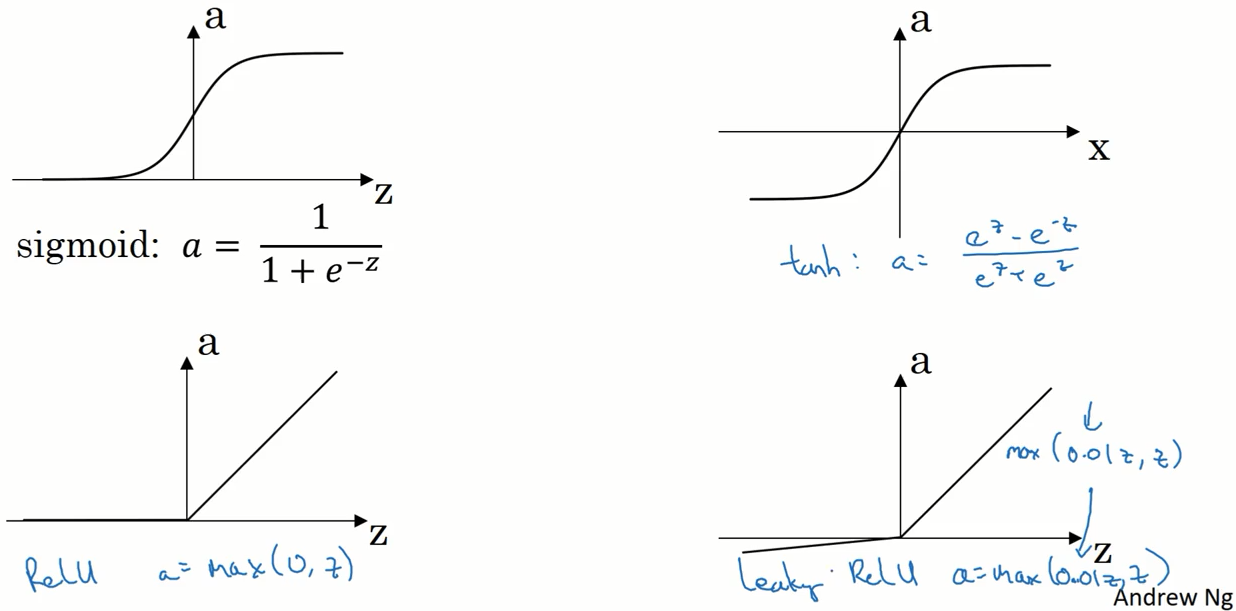 a
z
sigmoid: a = 1 / (1 + e^−z)
a
x
tanh: a = (e^z - e^-z) / (e^z + e^z)
a
z
ReLU a = max(0, z)
a
max(0.01z, z)
z
Leaky ReLU a = max(0.01z, z)
Andrew Ng